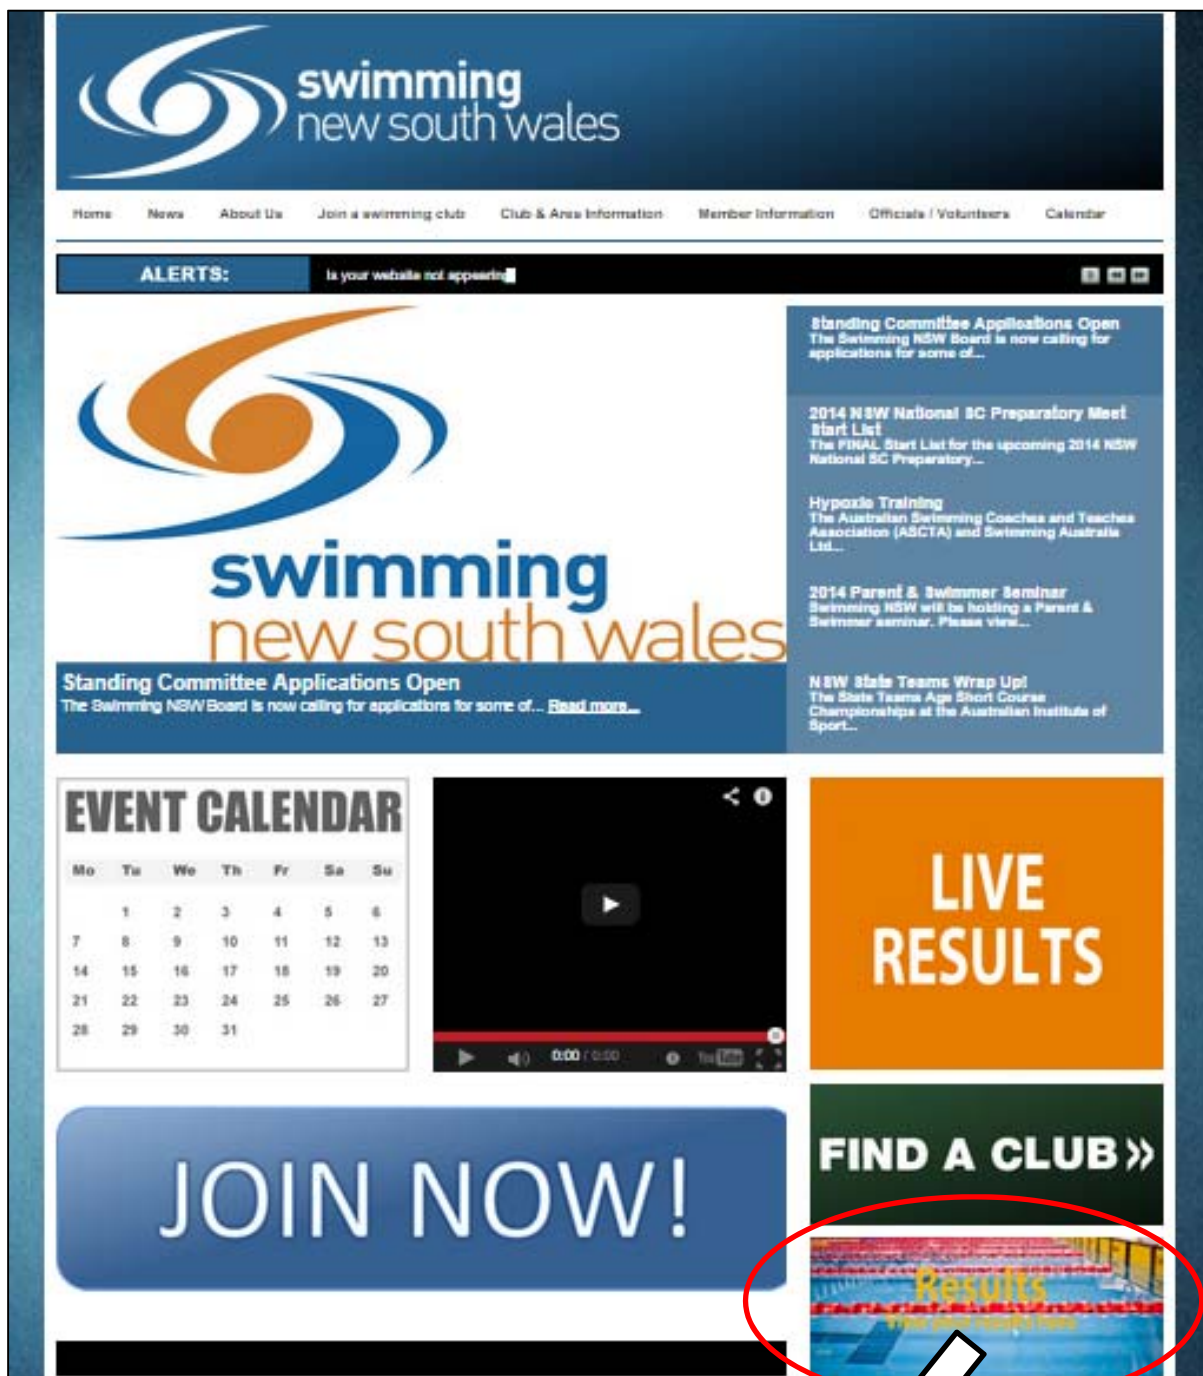 swimming
new south wales
Home News About Us Join a swimming club Club & Area Information Member Information Officials / Volunteers Calendar
ALERTS: Is your website not appearing
swimming
new south wales
Standing Committee Applications Open
The Swimming NSW Board is now calling for applications for some of... Read more...
Standing Committee Applications Open
The Swimming NSW Board is now calling for
applications for some of...
2014 NSW National SC Preparatory Meet
Start List
The FINAL Start List for the upcoming 2014 NSW
National SC Preparatory...
Hypoxic Training
The Australian Swimming Coaches and Teaches
Association (ASCTA) and Swimming Australia
Ltd...
2014 Parent & Swimmer Seminar
Swimming NSW will be holding a Parent &
Swimmer seminar. Please view...
NSW State Teams Wrap Up!
The State Teams Age Short Course
Championships at the Australian Institute of
Sport...
EVENT CALENDAR
Mo Tu We Th Fr Sa Su
1 2 3 4 5 6
7 8 9 10 11 12 13
14 15 16 17 18 19 20
21 22 23 24 25 26 27
28 29 30 31
0:00 / 0:00 YouTube
LIVE
RESULTS
JOIN NOW!
FIND A CLUB »
Results
View your results here